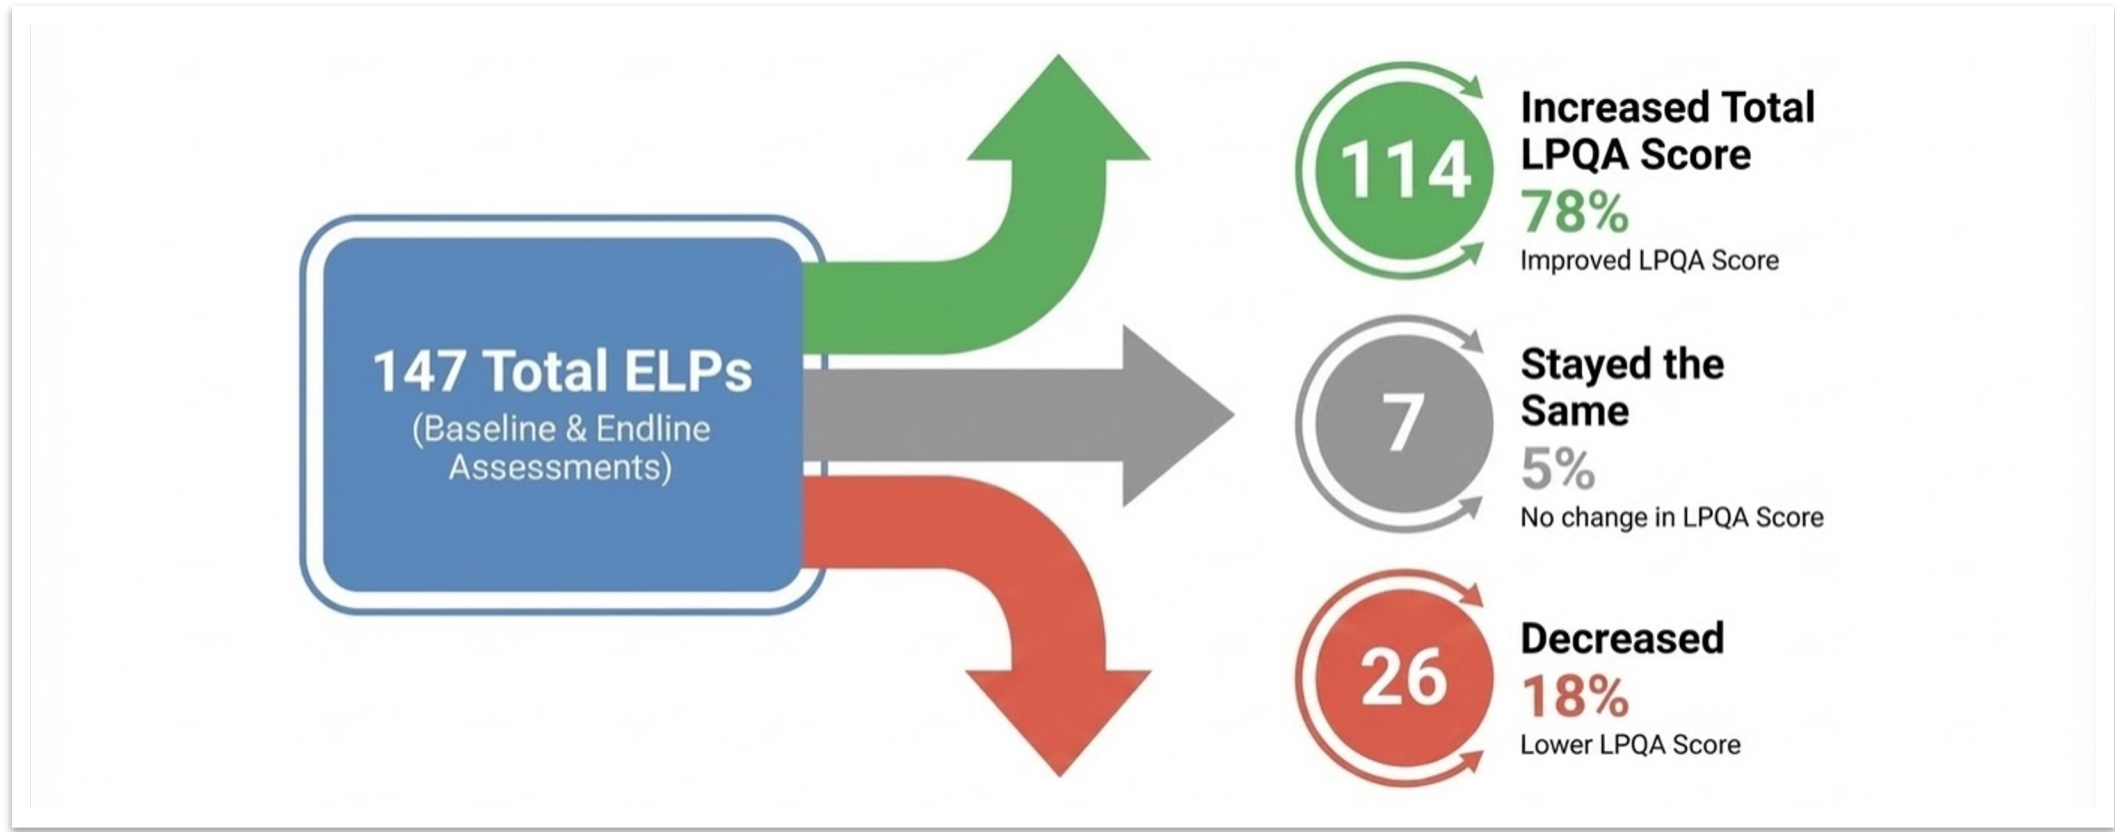 147 Total ELPs
(Baseline & Endline
Assessments)
114
Increased Total
LPQA Score
78%
Improved LPQA Score
7
Stayed the
Same
5%
No change in LPQA Score
26
Decreased
18%
Lower LPQA Score